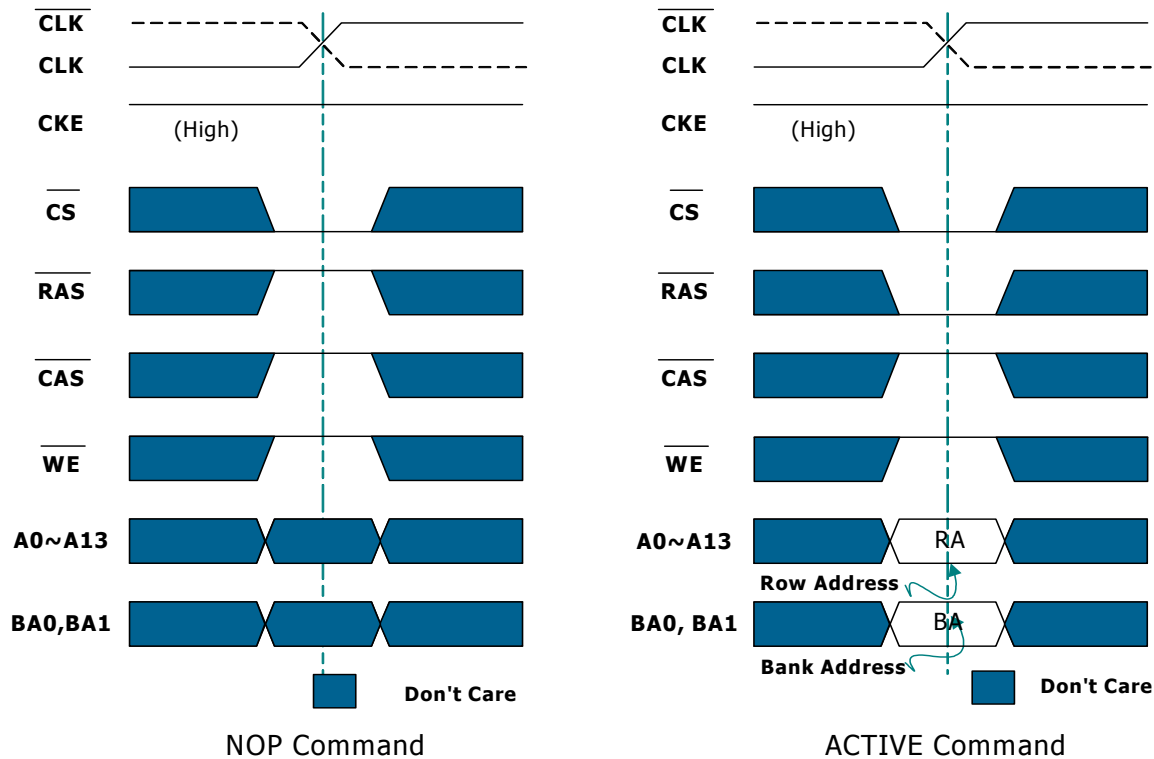 CLK
CLK
CKE
(High)
CS
RAS
CAS
WE
A0~A13
BA0,BA1
Don't Care
NOP Command
CLK
CLK
CKE
(High)
CS
RAS
CAS
WE
A0~A13
RA
Row Address
BA0, BA1
BA
Bank Address
Don't Care
ACTIVE Command